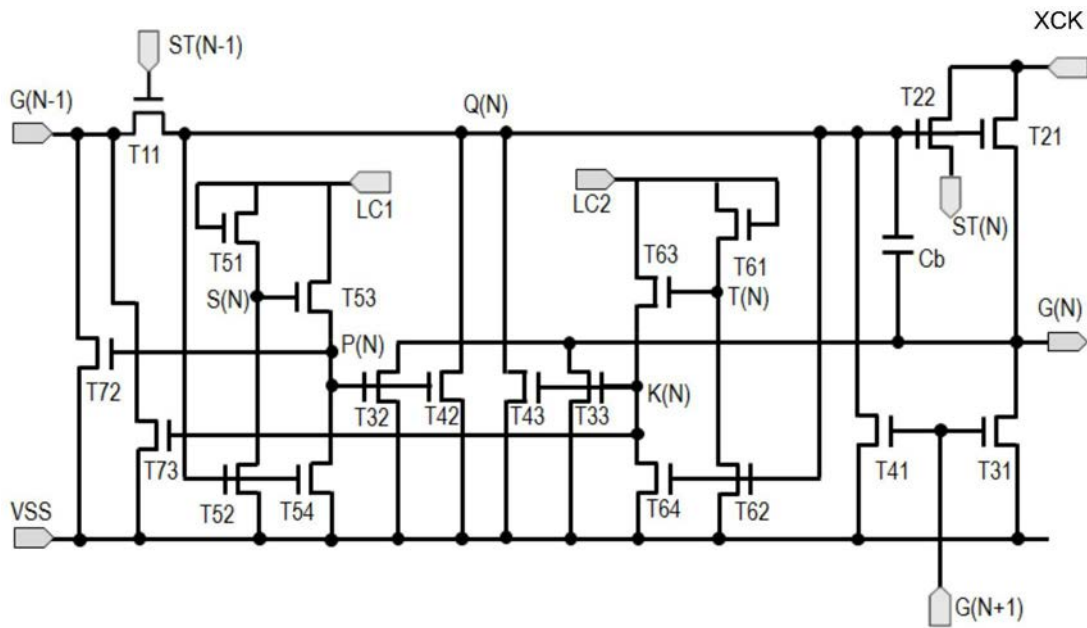 XCK
ST(N-1)
G(N-1)
Q(N)
T22
T11
T21
LC1
LC2
ST(N)
T51
T63
T61
Cb
S(N)
T53
T(N)
G(N)
P(N)
T72
K(N)
T32
T42
T43
T33
T73
T41
T31
VSS
T52
T54
T64
T62
G(N+1)